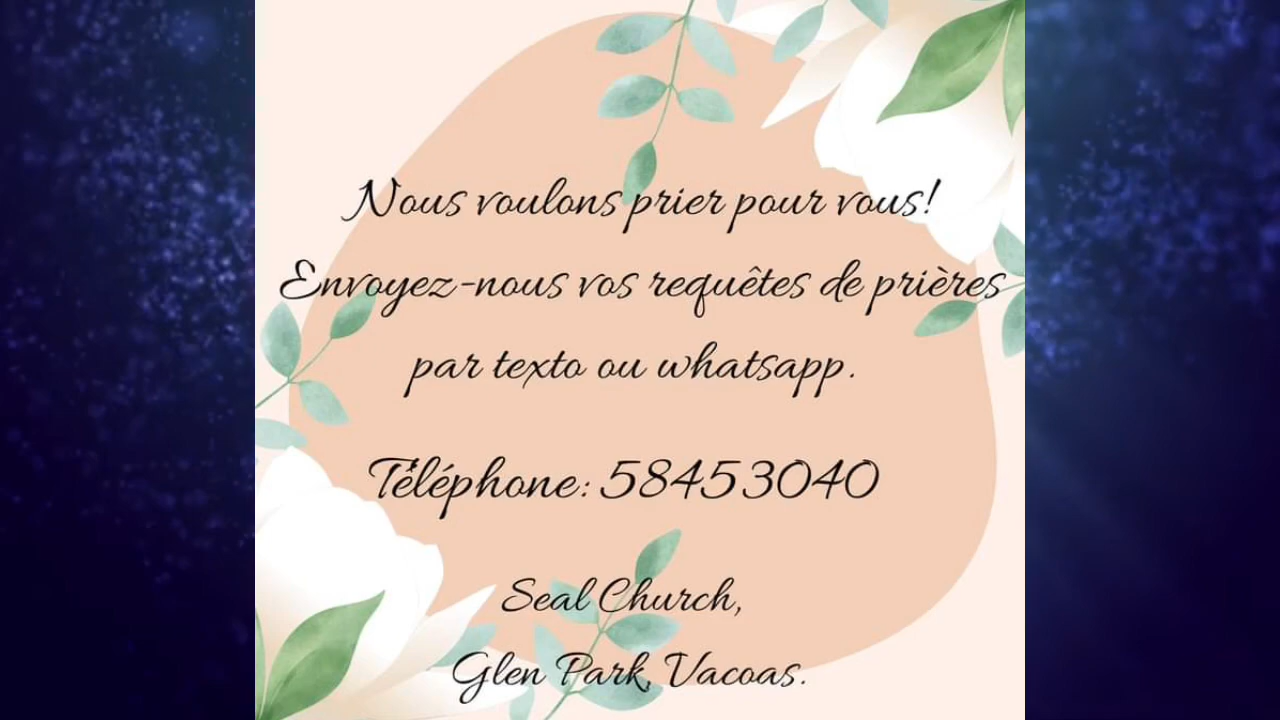 Nous voulons prier pour vous!
Envoyez-nous vos requêtes de prières
par texto ou whatsapp.
Téléphone: 58453040
Seal Church,
Glen Park, Vacoas.